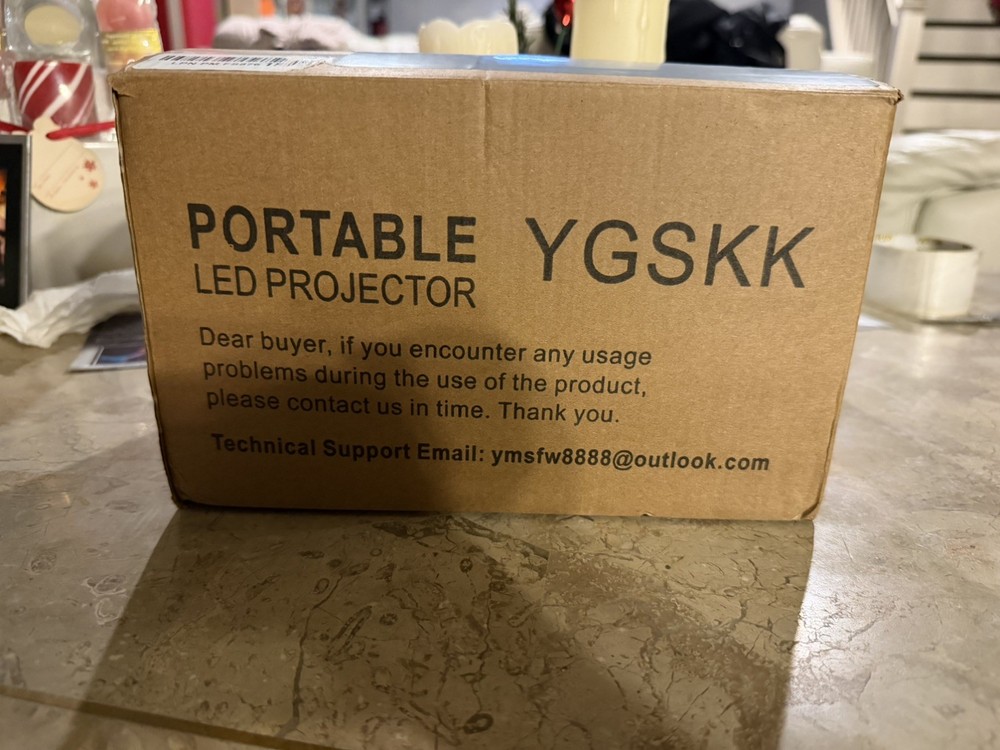 PORTABLE YGSKK
LED PROJECTOR
Dear buyer, if you encounter any usage
problems during the use of the product,
please contact us in time. Thank you.
Technical Support Email: ymsfw8888@outlook.com